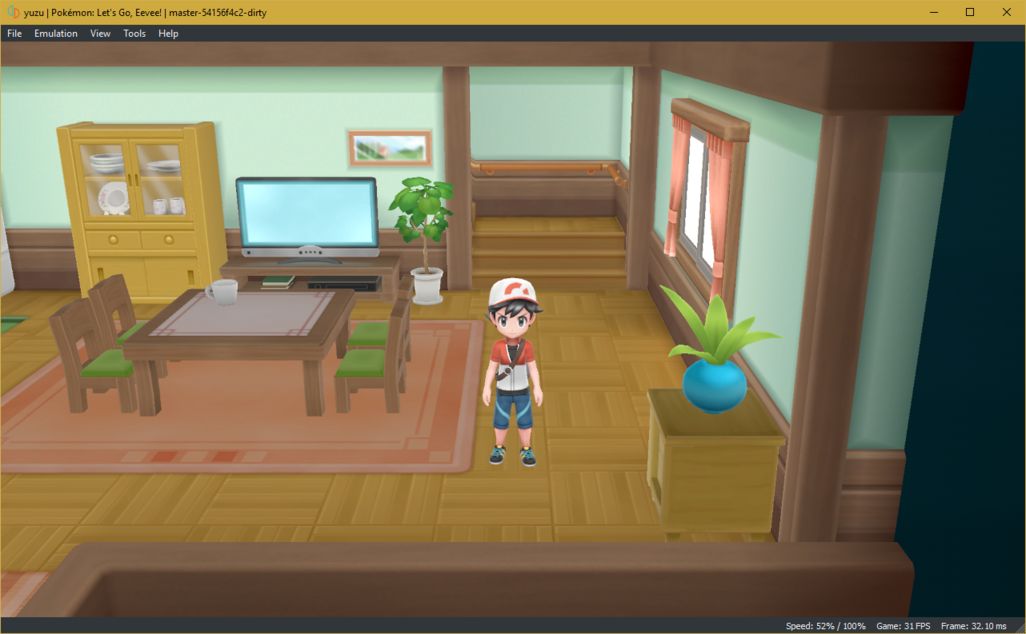 yuzu | Pokémon: Let's Go, Eevee! | master-54156f4c2-dirty
File Emulation View Tools Help
Speed: 52% / 100% Game: 31 FPS Frame: 32.10 ms